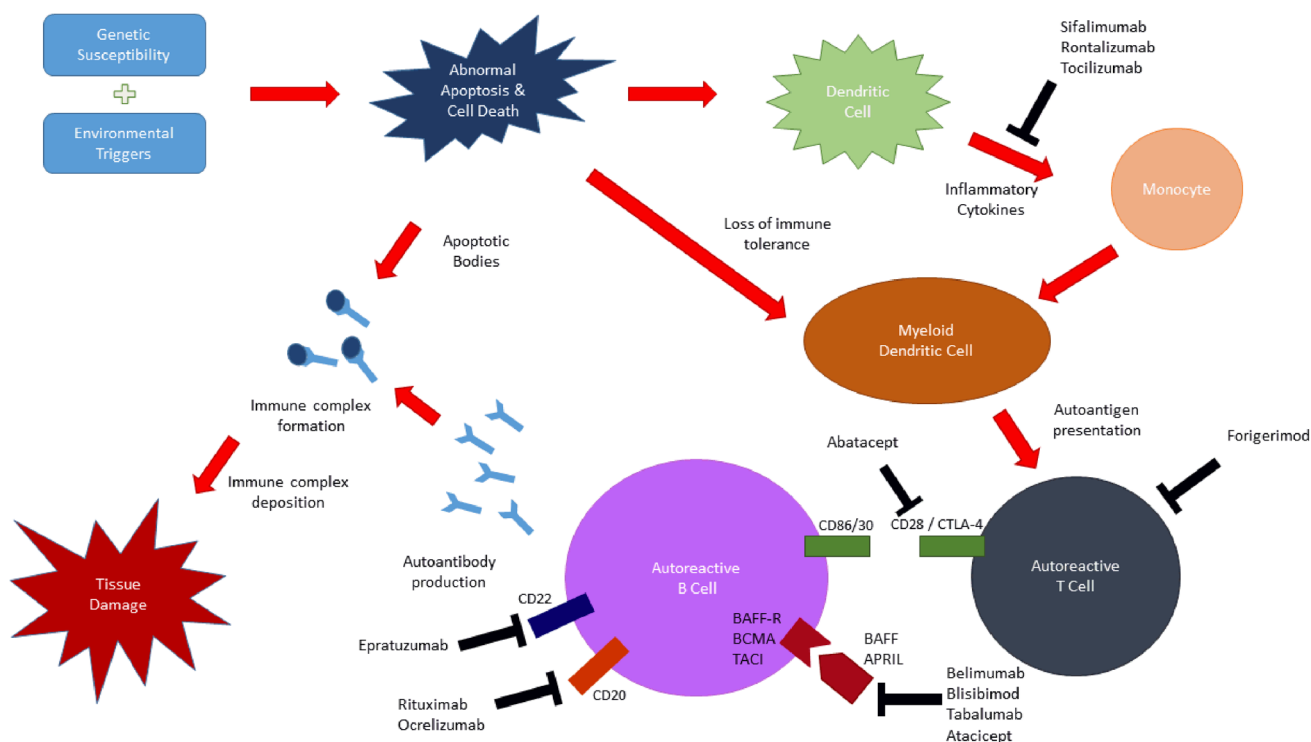 Genetic
Susceptibility
Environmental
Triggers
Abnormal
Apoptosis &
Cell Death
Dendritic
Cell
Sifalimumab
Rontalizumab
Tocilizumab
Inflammatory
Cytokines
Monocyte
Loss of immune
tolerance
Apoptotic
Bodies
Myeloid
Dendritic Cell
Immune complex
formation
Autoantigen
presentation
Abatacept
Forigerimod
Immune complex
deposition
Tissue
Damage
Autoantibody
production
Autoreactive
B Cell
CD86/30
CD28 / CTLA-4
Autoreactive
T Cell
CD22
Epratuzumab
CD20
Rituximab
Ocrelizumab
BAFF-R
BCMA
TACI
BAFF
APRIL
Belimumab
Blisibimod
Tabalumab
Atacicept